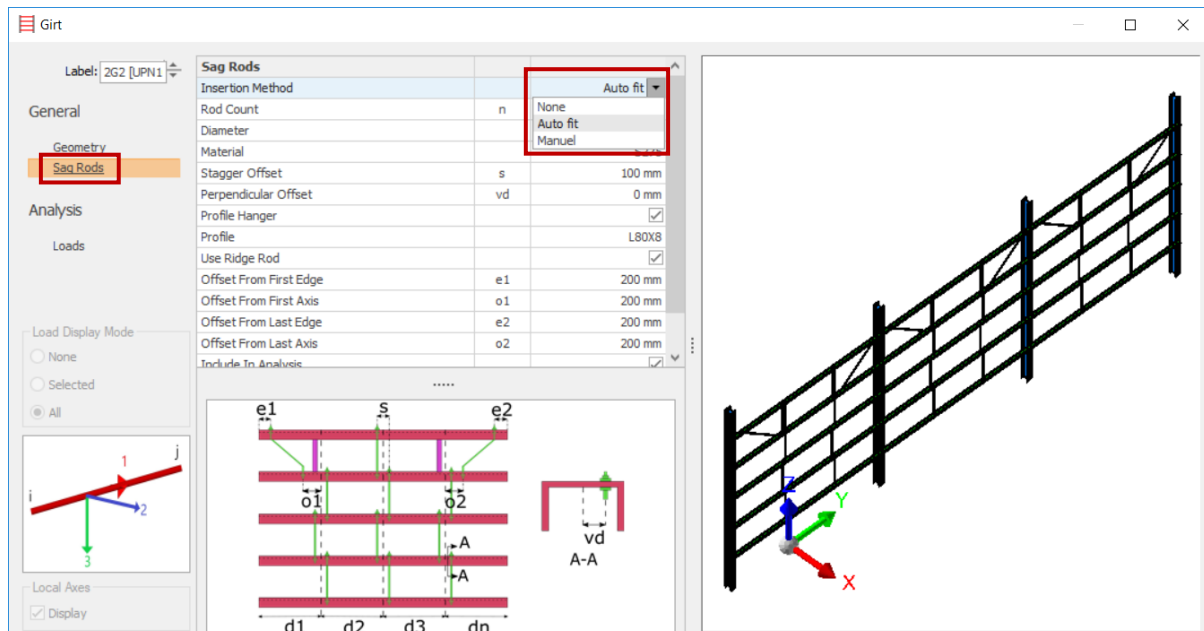 Girt
Label: 2G2 [UPN1
General
Geometry
Sag Rods
Analysis
Loads
Load Display Mode
None
Selected
All
1
2
3
i
j
Local Axes
Display
Sag Rods
Insertion Method Auto fit
None
Auto fit
Manuel
Rod Count n
Diameter
Material
Stagger Offset s 100 mm
Perpendicular Offset vd 0 mm
Profile Hanger
Profile L80X8
Use Ridge Rod
Offset From First Edge e1 200 mm
Offset From First Axis o1 200 mm
Offset From Last Edge e2 200 mm
Offset From Last Axis o2 200 mm
Include In Analysis
e1 s e2
o1 o2
A
A
d1 d2 d3 dn
vd
A-A
Z
Y
X